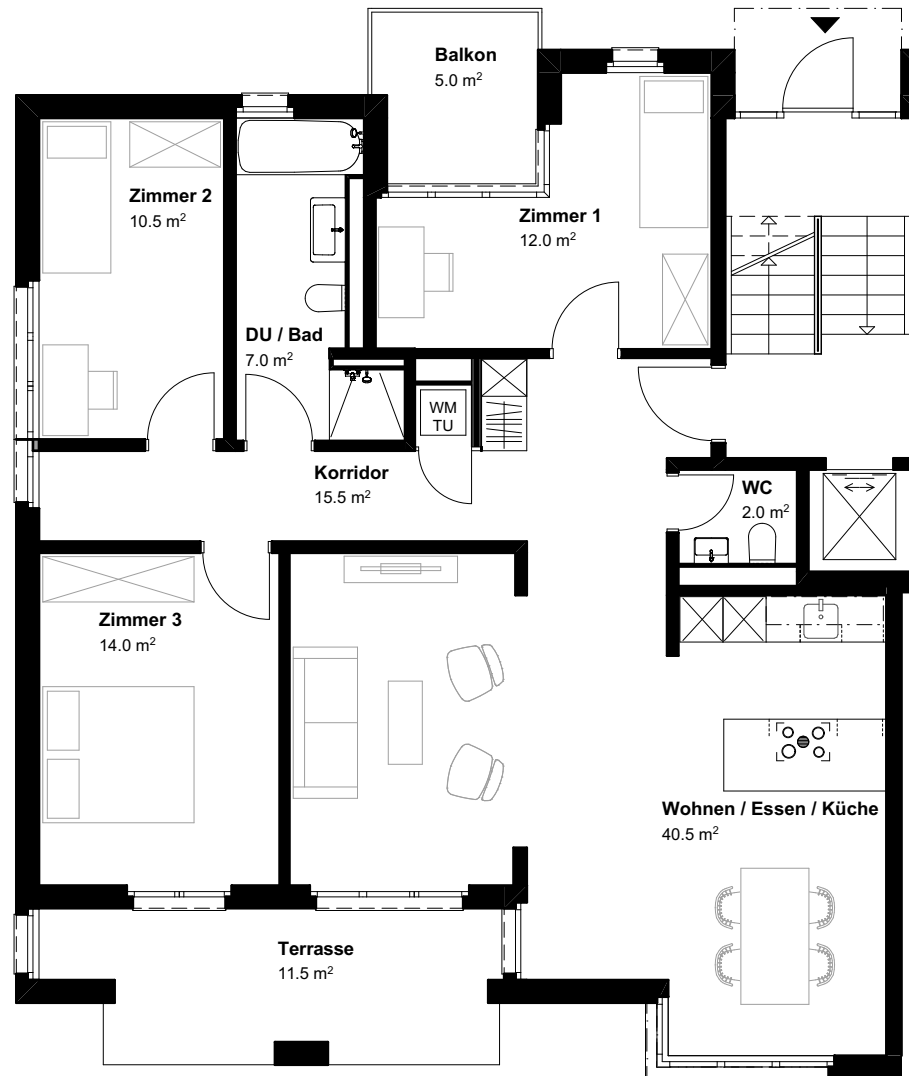 Balkon
5.0 m²
Zimmer 2
10.5 m²
Zimmer 1
12.0 m²
DU / Bad
7.0 m²
WM
TU
Korridor
15.5 m²
WC
2.0 m²
Zimmer 3
14.0 m²
Wohnen / Essen / Küche
40.5 m²
Terrasse
11.5 m²